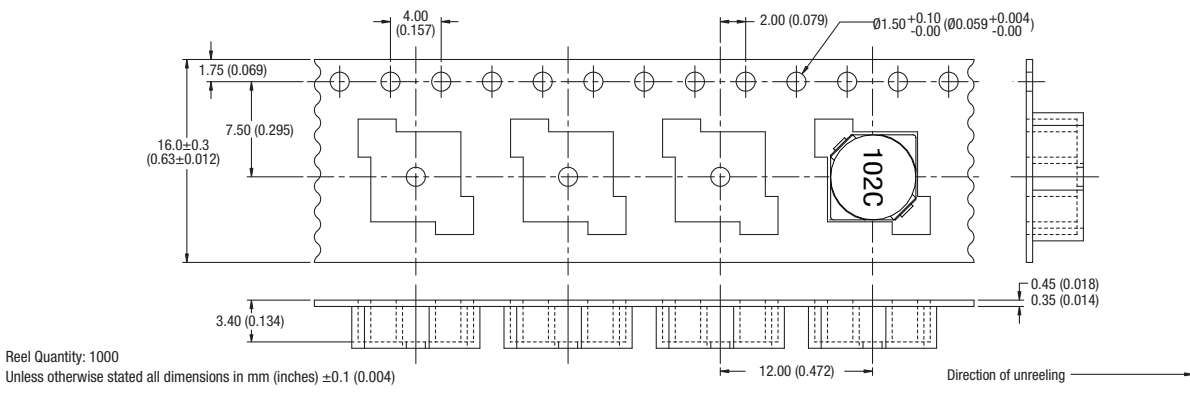 4.00
(0.157)
2.00 (0.079)
Ø1.50 +0.10 -0.00 (Ø0.059 +0.004 -0.00)
1.75 (0.069)
7.50 (0.295)
16.0±0.3
(0.63±0.012)
102C
0.45 (0.018)
0.35 (0.014)
3.40 (0.134)
12.00 (0.472)
Reel Quantity: 1000
Unless otherwise stated all dimensions in mm (inches) ±0.1 (0.004)
Direction of unreeling